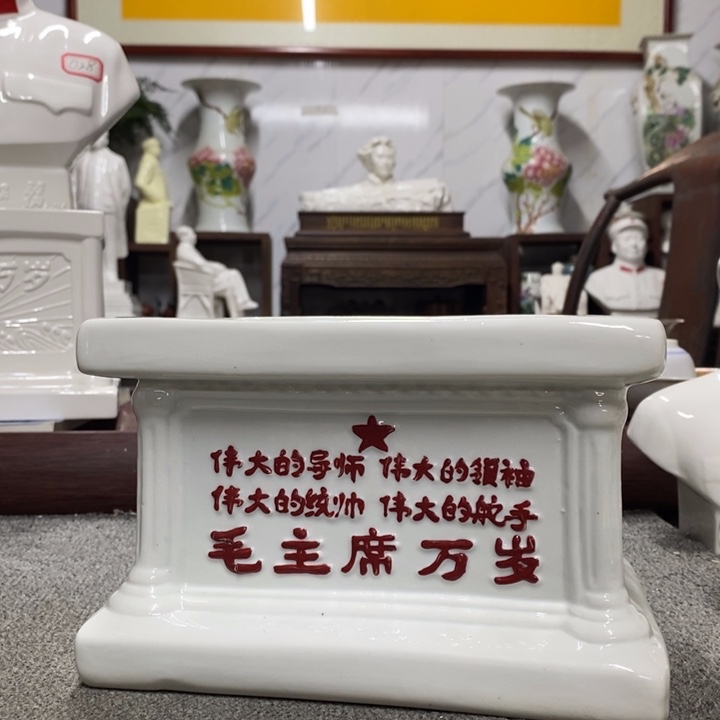 伟大的导师 伟大的领袖
伟大的统帅 伟大的舵手
毛主席万岁